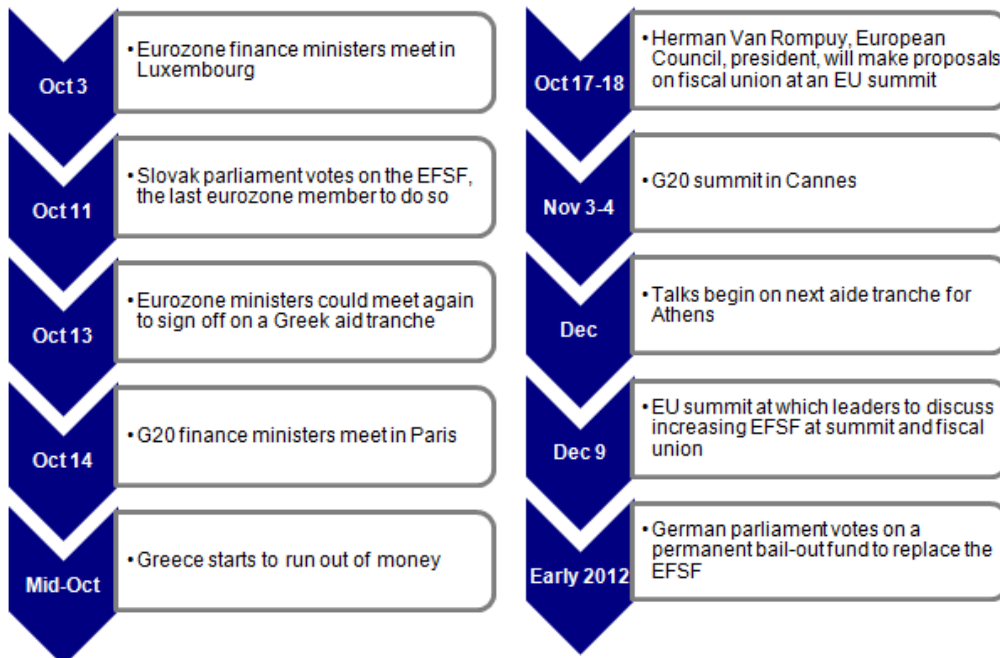 Oct 3
• Eurozone finance ministers meet in
Luxembourg
Oct 11
• Slovak parliament votes on the EFSF,
the last eurozone member to do so
Oct 13
• Eurozone ministers could meet again
to sign off on a Greek aid tranche
Oct 14
• G20 finance ministers meet in Paris
Mid-Oct
• Greece starts to run out of money
Oct 17-18
• Herman Van Rompuy, European
Council, president, will make proposals
on fiscal union at an EU summit
Nov 3-4
• G20 summit in Cannes
Dec
• Talks begin on next aide tranche for
Athens
Dec 9
• EU summit at which leaders to discuss
increasing EFSF at summit and fiscal
union
Early 2012
• German parliament votes on a
permanent bail-out fund to replace the
EFSF